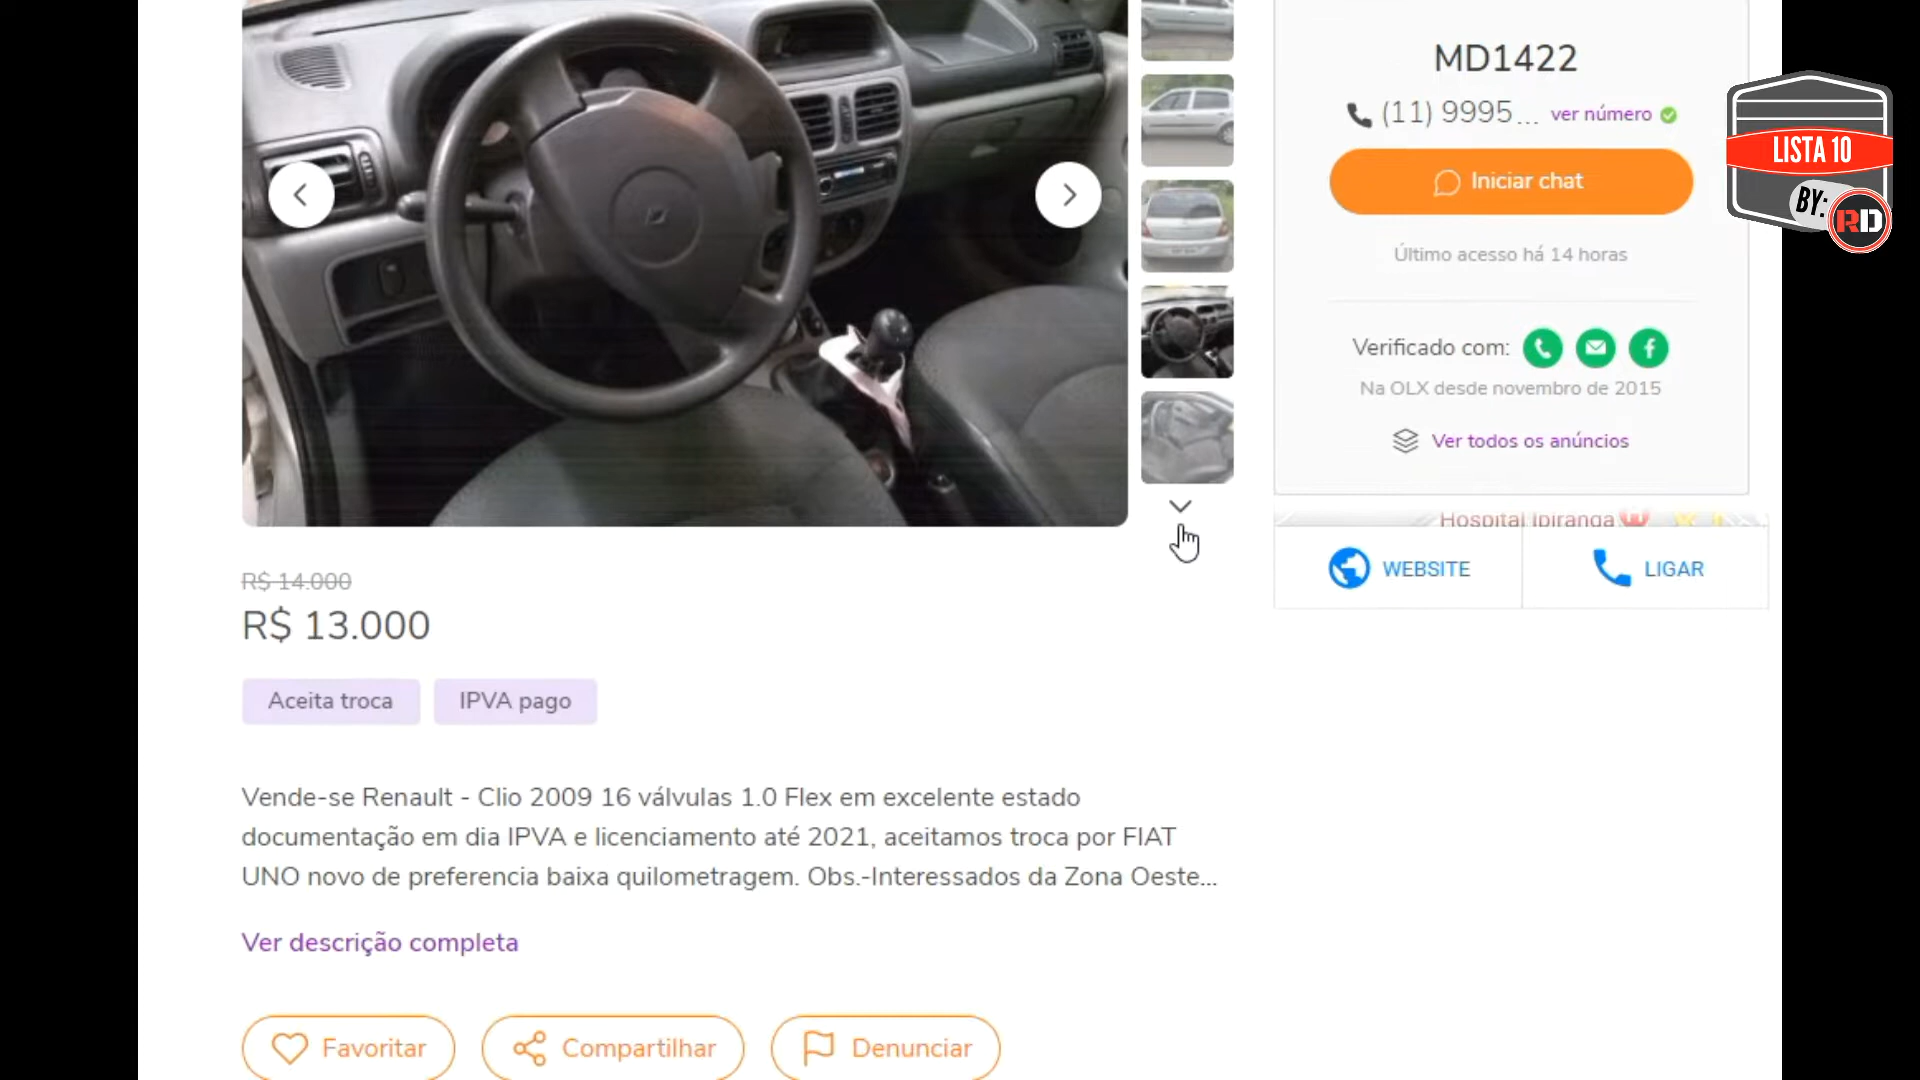 MD1422
(11) 9995... ver número
Iniciar chat
Último acesso há 14 horas
Verificado com:
Na OLX desde novembro de 2015
Ver todos os anúncios
LISTA 10
BY: RD
Hospital Ipiranga H
WEBSITE
LIGAR
R$ 14.000
R$ 13.000
Aceita troca
IPVA pago
Vende-se Renault - Clio 2009 16 válvulas 1.0 Flex em excelente estado
documentação em dia IPVA e licenciamento até 2021, aceitamos troca por FIAT
UNO novo de preferencia baixa quilometragem. Obs.-Interessados da Zona Oeste...
Ver descrição completa
Favoritar
Compartilhar
Denunciar